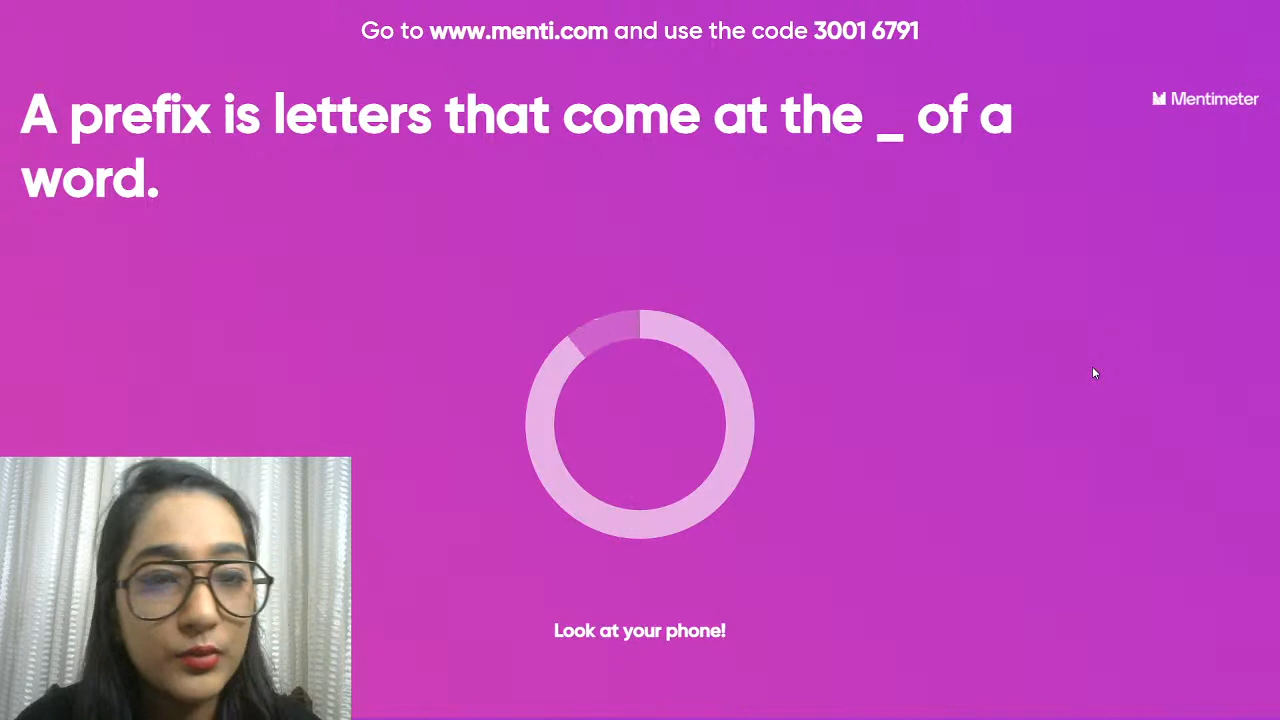 Go to www.menti.com and use the code 3001 6791
Mentimeter
A prefix is letters that come at the _ of a
word.
Look at your phone!